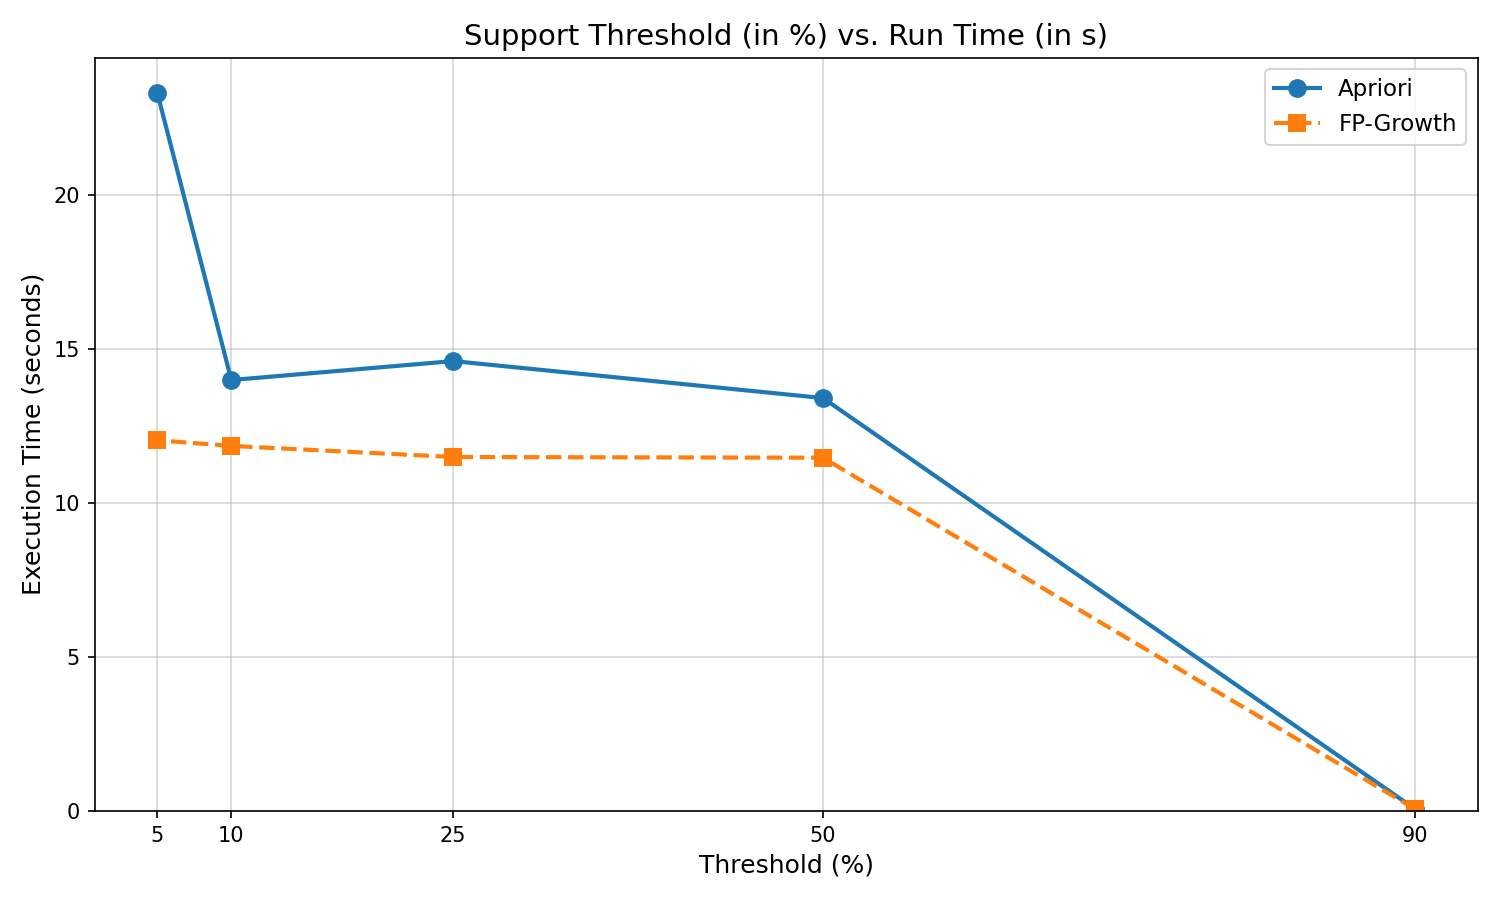 Support Threshold (in %) vs. Run Time (in s)
Apriori
FP-Growth
Execution Time (seconds)
20
15
10
5
0
5 10 25 50 90
Threshold (%)